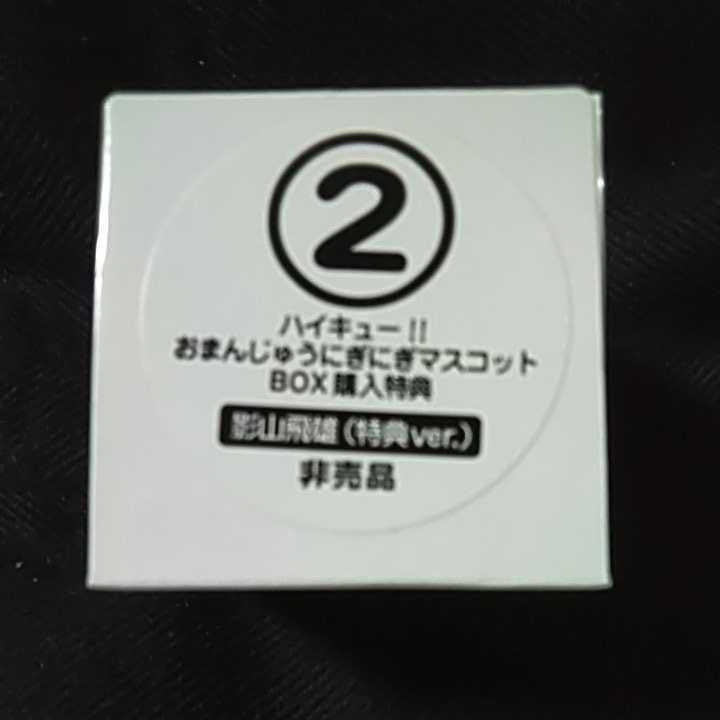 ②
ハイキュー!!
おまんじゅうにぎにぎマスコット
BOX購入特典
影山飛雄(特典ver.)
非売品